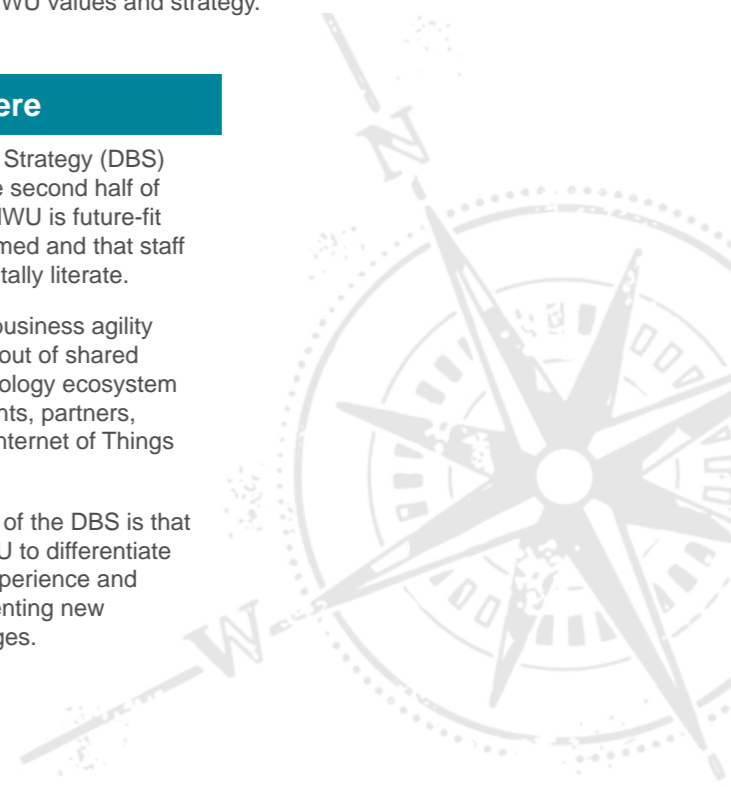 WU values and strategy.
ere
Strategy (DBS)
e second half of
WU is future-fit
med and that staff
tally literate.
business agility
out of shared
ology ecosystem
nts, partners,
nternet of Things
of the DBS is that
U to differentiate
perience and
enting new
ges.
N
W